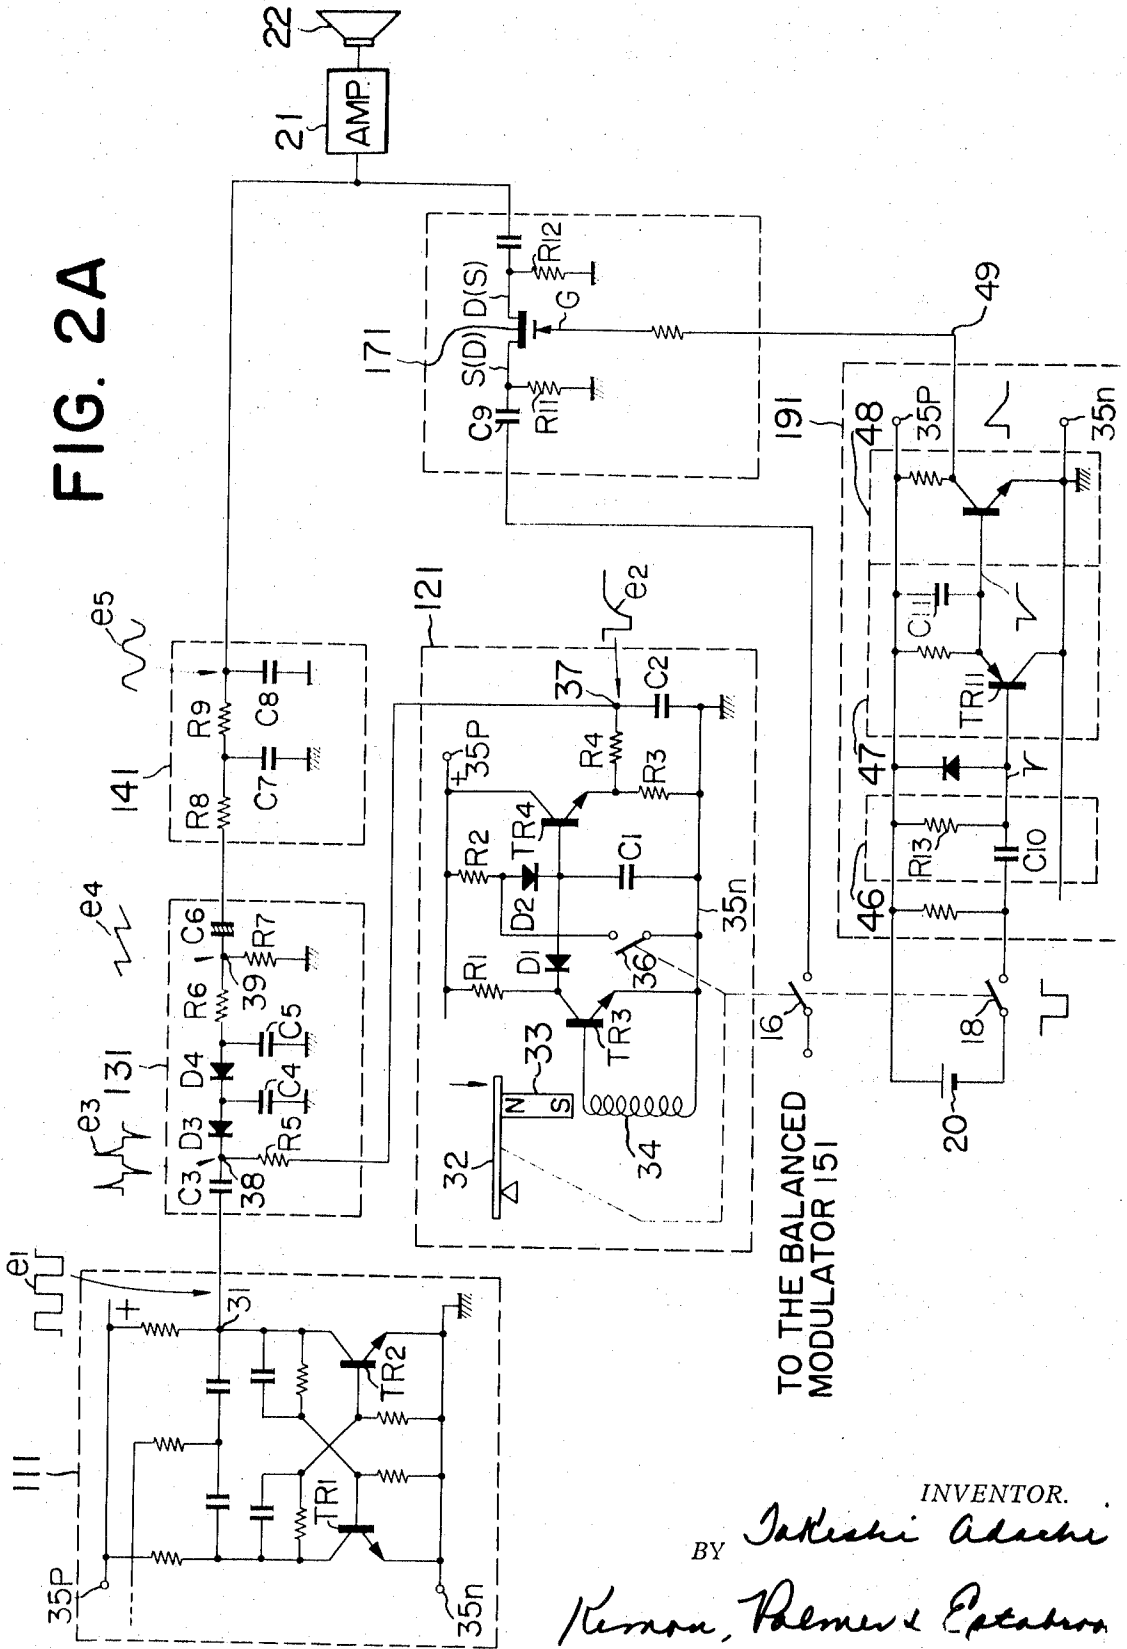 FIG. 2A
111
35P
+
e1
31
TR1
TR2
35n
e3
131
C3
38
D3
R5
C4
D4
C5
R6
39
R7
C6
e4
141
R8
C7
R9
C8
e5
21
AMP.
22
121
32
N
S
33
34
R1
TR3
D1
36
D2
R2
TR4
C1
35n
+
35P
R4
R3
37
C2
e2
171
C9
R11
S(D)
D(S)
G
R12
49
TO THE BALANCED
MODULATOR 151
16
18
20
191
46
R13
C10
47
TR11
C11
48
35P
35n
INVENTOR.
Takeshi Adachi
BY
Kemon, Palmer &